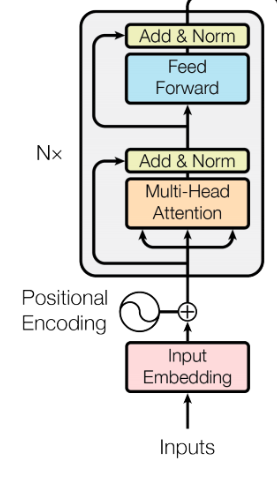 Add & Norm
Feed
Forward
N×
Add & Norm
Multi-Head
Attention
Positional
Encoding
Input
Embedding
Inputs